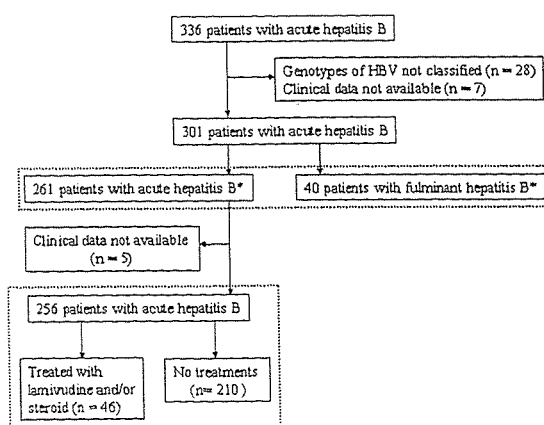 336 patients with acute hepatitis B
Genotypes of HBV not classified (n = 28)
Clinical data not available (n = 7)
301 patients with acute hepatitis B
261 patients with acute hepatitis B*
40 patients with fulminant hepatitis B*
Clinical data not available
(n = 5)
256 patients with acute hepatitis B
Treated with
lamivudine and/or
steroid (n = 46)
No treatments
(n= 210)